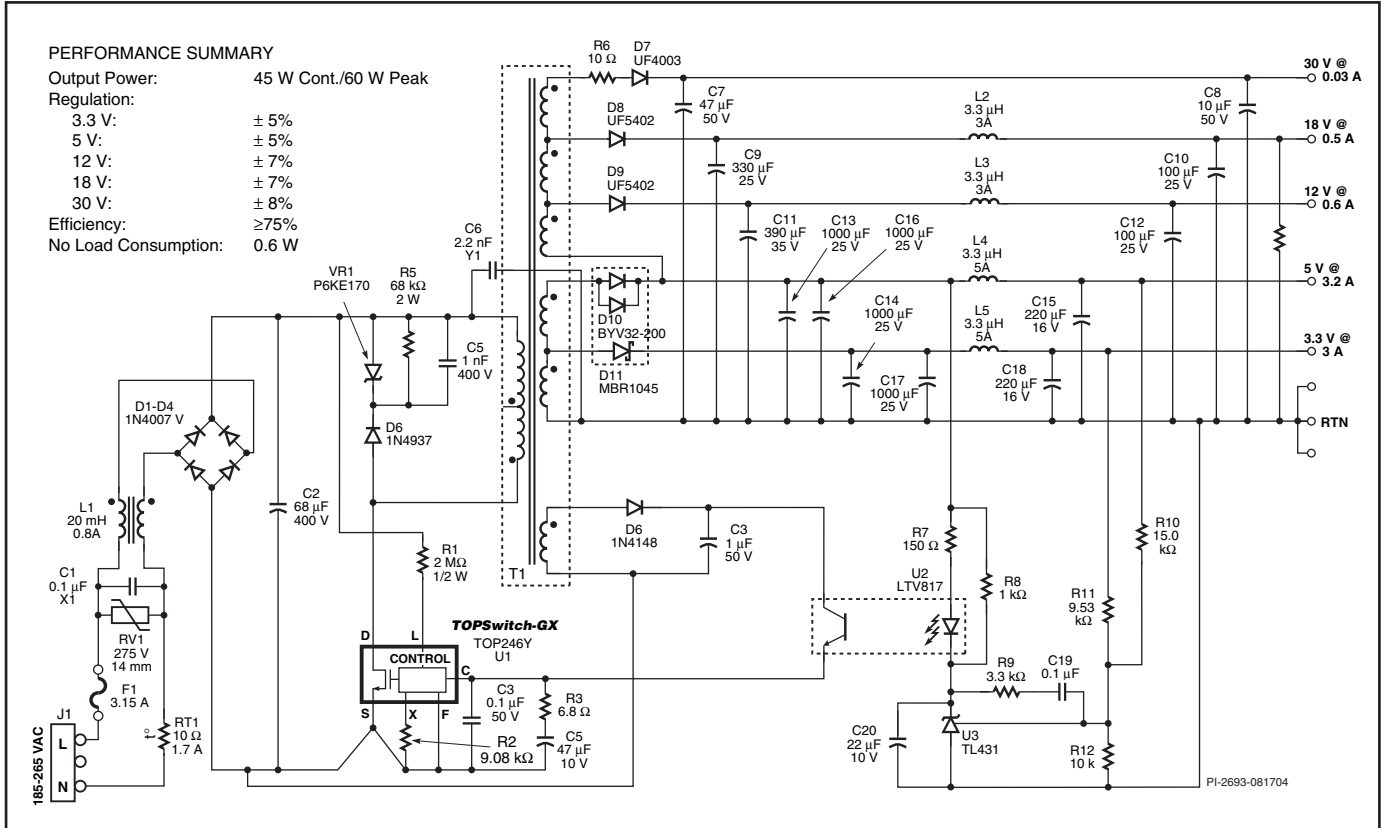 PERFORMANCE SUMMARY
Output Power: 45 W Cont./60 W Peak
Regulation:
3.3 V: ± 5%
5 V: ± 5%
12 V: ± 7%
18 V: ± 7%
30 V: ± 8%
Efficiency: ≥75%
No Load Consumption: 0.6 W
R6
10 Ω
D7
UF4003
C7
47 µF
50 V
D8
UF5402
C9
330 µF
25 V
D9
UF5402
L2
3.3 µH
3A
C8
10 µF
50 V
30 V @
0.03 A
18 V @
0.5 A
L3
3.3 µH
3A
C10
100 µF
25 V
12 V @
0.6 A
C11
390 µF
35 V
C13
1000 µF
25 V
C16
1000 µF
25 V
L4
3.3 µH
5A
C12
100 µF
25 V
5 V @
3.2 A
C14
1000 µF
25 V
L5
3.3 µH
5A
C15
220 µF
16 V
3.3 V @
3 A
D10
BYV32-200
D11
MBR1045
C17
1000 µF
25 V
C18
220 µF
16 V
RTN
C6
2.2 nF
Y1
VR1
P6KE170
R5
68 kΩ
2 W
C5
1 nF
400 V
D6
1N4937
D1-D4
1N4007 V
L1
20 mH
0.8A
C2
68 µF
400 V
C1
0.1 µF
X1
RV1
275 V
14 mm
F1
3.15 A
J1
L
N
185-265 VAC
RT1
10 Ω
1.7 A
t°
R1
2 MΩ
1/2 W
T1
D6
1N4148
C3
1 µF
50 V
TOPSwitch-GX
TOP246Y
U1
D
L
CONTROL
C
S
X
F
C3
0.1 µF
50 V
R3
6.8 Ω
R2
9.08 kΩ
C5
47 µF
10 V
R7
150 Ω
U2
LTV817
R8
1 kΩ
R9
3.3 kΩ
C19
0.1 µF
R10
15.0
kΩ
R11
9.53
kΩ
C20
22 µF
10 V
U3
TL431
R12
10 k
PI-2693-081704